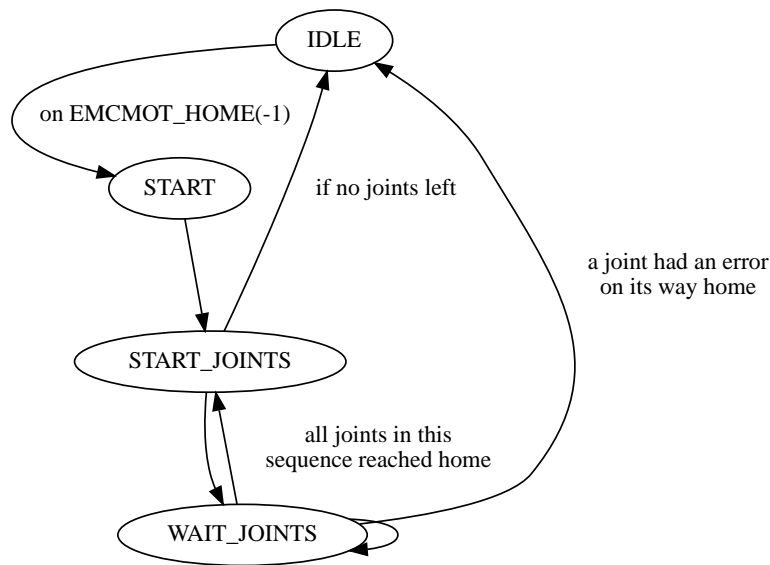 IDLE
on EMCMOT_HOME(-1)
START
if no joints left
a joint had an error
on its way home
START_JOINTS
all joints in this
sequence reached home
WAIT_JOINTS